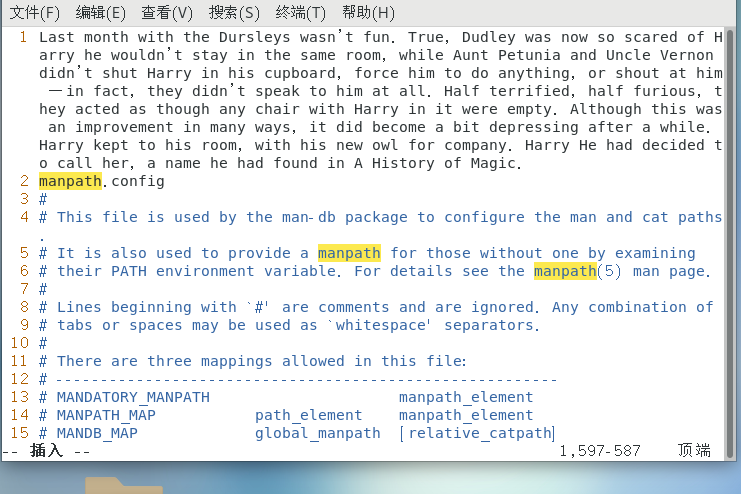 文件(F) 编辑(E) 查看(V) 搜索(S) 终端(T) 帮助(H)
1 Last month with the Dursleys wasn't fun. True, Dudley was now so scared of H
arry he wouldn't stay in the same room, while Aunt Petunia and Uncle Vernon
didn't shut Harry in his cupboard, force him to do anything, or shout at him
—in fact, they didn't speak to him at all. Half terrified, half furious, t
hey acted as though any chair with Harry in it were empty. Although this was
an improvement in many ways, it did become a bit depressing after a while.
Harry kept to his room, with his new owl for company. Harry He had decided t
o call her, a name he had found in A History of Magic.
2 manpath.config
3 #
4 # This file is used by the man-db package to configure the man and cat paths
.
5 # It is also used to provide a manpath for those without one by examining
6 # their PATH environment variable. For details see the manpath(5) man page.
7 #
8 # Lines beginning with `#' are comments and are ignored. Any combination of
9 # tabs or spaces may be used as `whitespace' separators.
10 #
11 # There are three mappings allowed in this file:
12 # --------------------------------------------------------
13 # MANDATORY_MANPATH manpath_element
14 # MANPATH_MAP path_element manpath_element
15 # MANDB_MAP global_manpath [relative_catpath]
-- 插入 -- 1,597-587 顶端